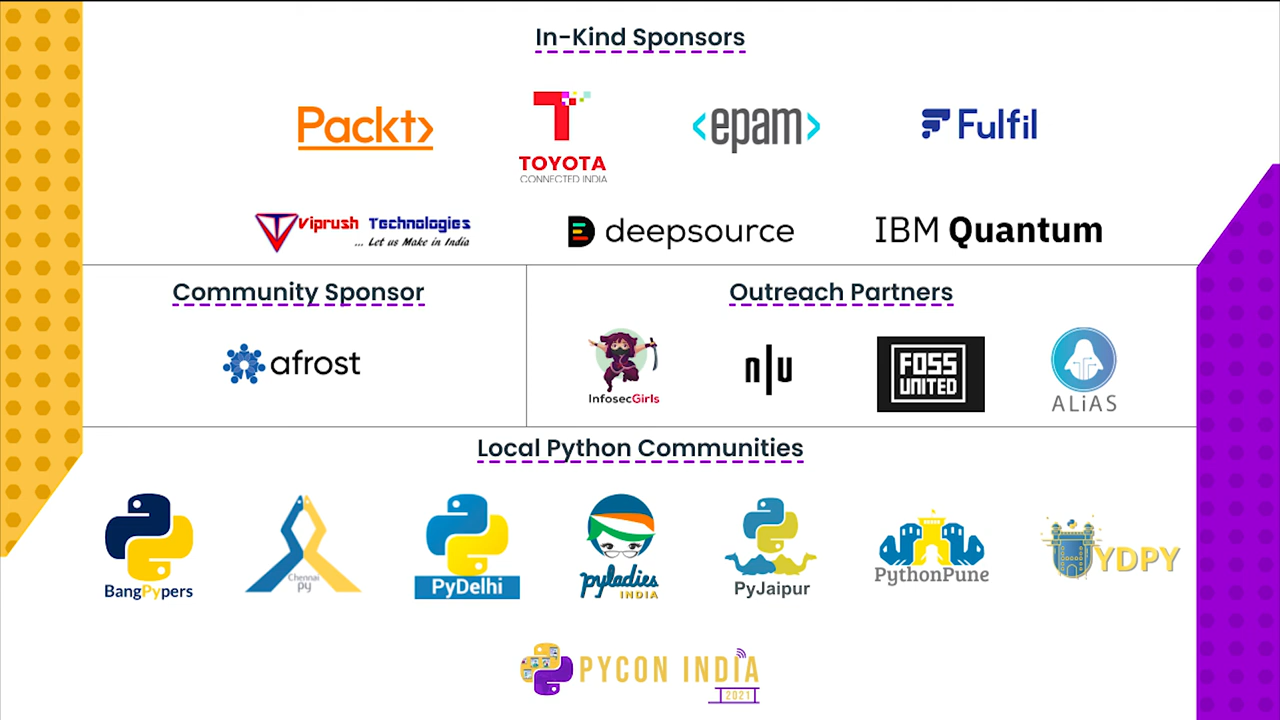 In-Kind Sponsors
Packt
TOYOTA
CONNECTED INDIA
<epam>
Fulfil
Viprush Technologies
... Let us Make in India
deepsource
IBM Quantum
Community Sponsor
Outreach Partners
afrost
InfosecGirls
n|u
FOSS
UNITED
ALiAS
Local Python Communities
BangPypers
Chennai
py
PyDelhi
pyladies
INDIA
PyJaipur
PythonPune
YDPY
PYCON INDIA
2021